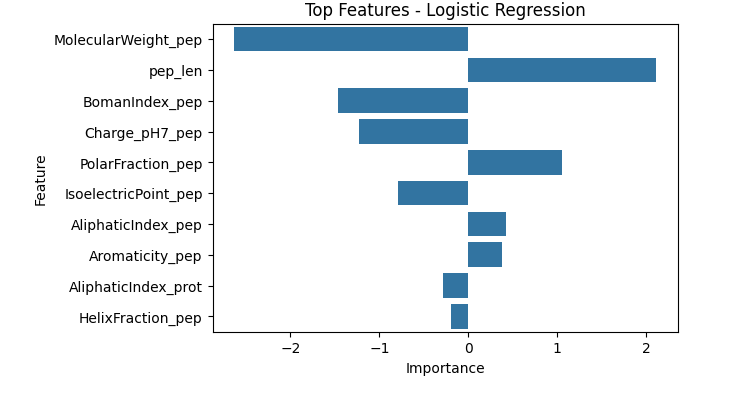 Top Features - Logistic Regression
MolecularWeight_pep
pep_len
BomanIndex_pep
Charge_pH7_pep
PolarFraction_pep
IsoelectricPoint_pep
AliphaticIndex_pep
Aromaticity_pep
AliphaticIndex_prot
HelixFraction_pep
Feature
−2 −1 0 1 2
Importance